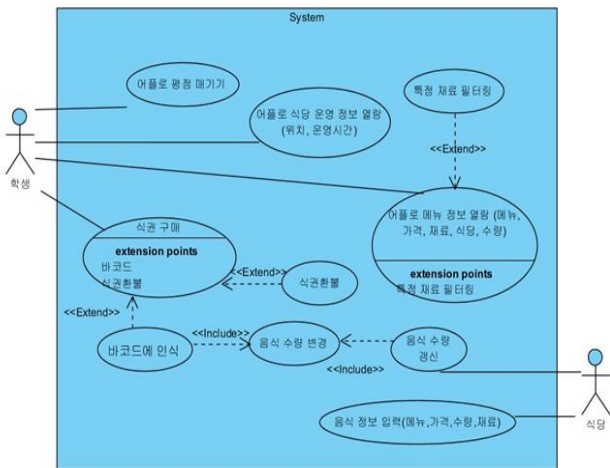 System
어플로 평점 매기기
특정 재료 필터링
어플로 식당 운영 정보 열람
(위치, 운영시간)
<<Extend>>
학생
식권 구매
extension points
바코드
식권환불
어플로 메뉴 정보 열람 (메뉴,
가격, 재료, 식당, 수량)
extension points
특정 재료 필터링
<<Extend>>
식권환불
<<Extend>>
바코드에 인식
<<Include>>
음식 수량 변경
<<Include>>
음식 수량
갱신
음식 정보 입력(메뉴,가격,수량,재료)
식당